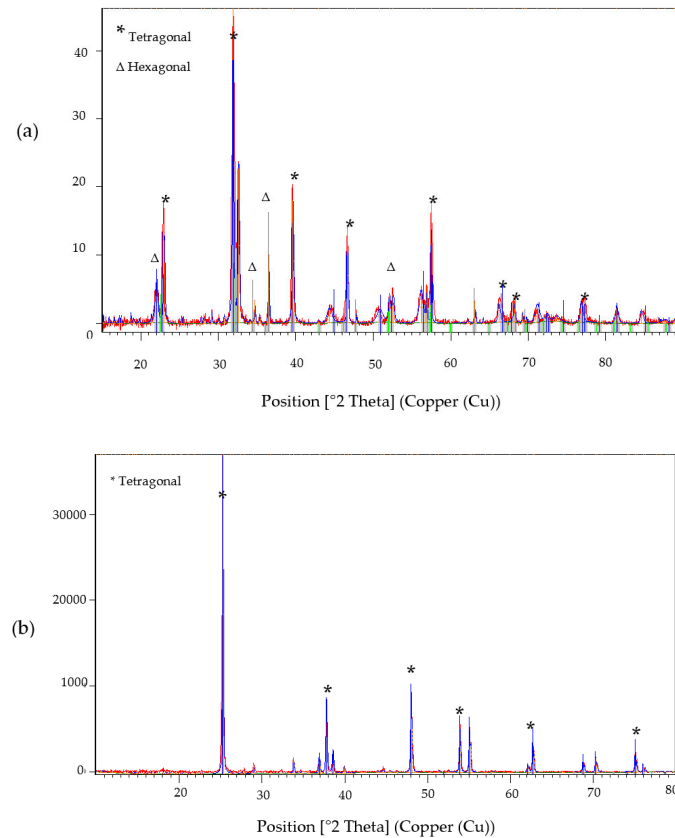 40
* Tetragonal
Δ Hexagonal
30
(a)
20
10
0
20 30 40 50 60 70 80
Position [°2 Theta] (Copper (Cu))
* Tetragonal
30000
(b)
20000
1000
0
20 30 40 50 60 70 80
Position [°2 Theta] (Copper (Cu))